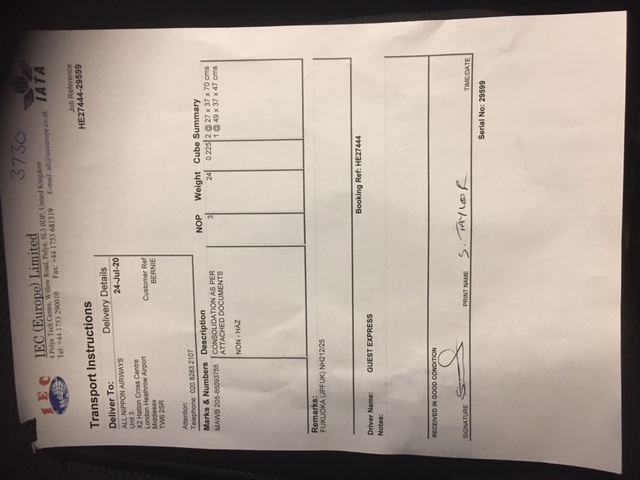 3730
IEC
IEC (Europe) Limited
4 Polye Tech Centre, Willow Road, Polye, SL3 0DP, United Kingdom
Tel: +44 1753 290010 Fax: +44 1753 681319 E-mail: all@ieceurope.co.uk
IATA
Job Reference
HE27444-29599
Transport Instructions
Deliver To: Delivery Details
ALL NIPPON AIRWAYS 24-Jul-20
Unit 3
X2 Hatton Cross Centre
London Heathrow Airport Customer Ref
Middlesex BERNIE
TW6 2SR
Attention:
Telephone: 020 8283 2107
Marks & Numbers Description NOP Weight Cube Summary
MAWB 205-86093755 CONSOLIDATION AS PER 3 24 0.225 2 @ 27 x 37 x 70 cms
ATTACHED DOCUMENTS 1 @ 49 x 37 x 47 cms
NON - HAZ
Remarks:
FUKUOKA (JPFUK) NH212/25
Booking Ref: HE27444
Driver Name: GUEST EXPRESS
Notes:
RECEIVED IN GOOD CONDITION
SIGNATURE PRINT NAME S. TAYLOR TIME/DATE
Serial No: 29599